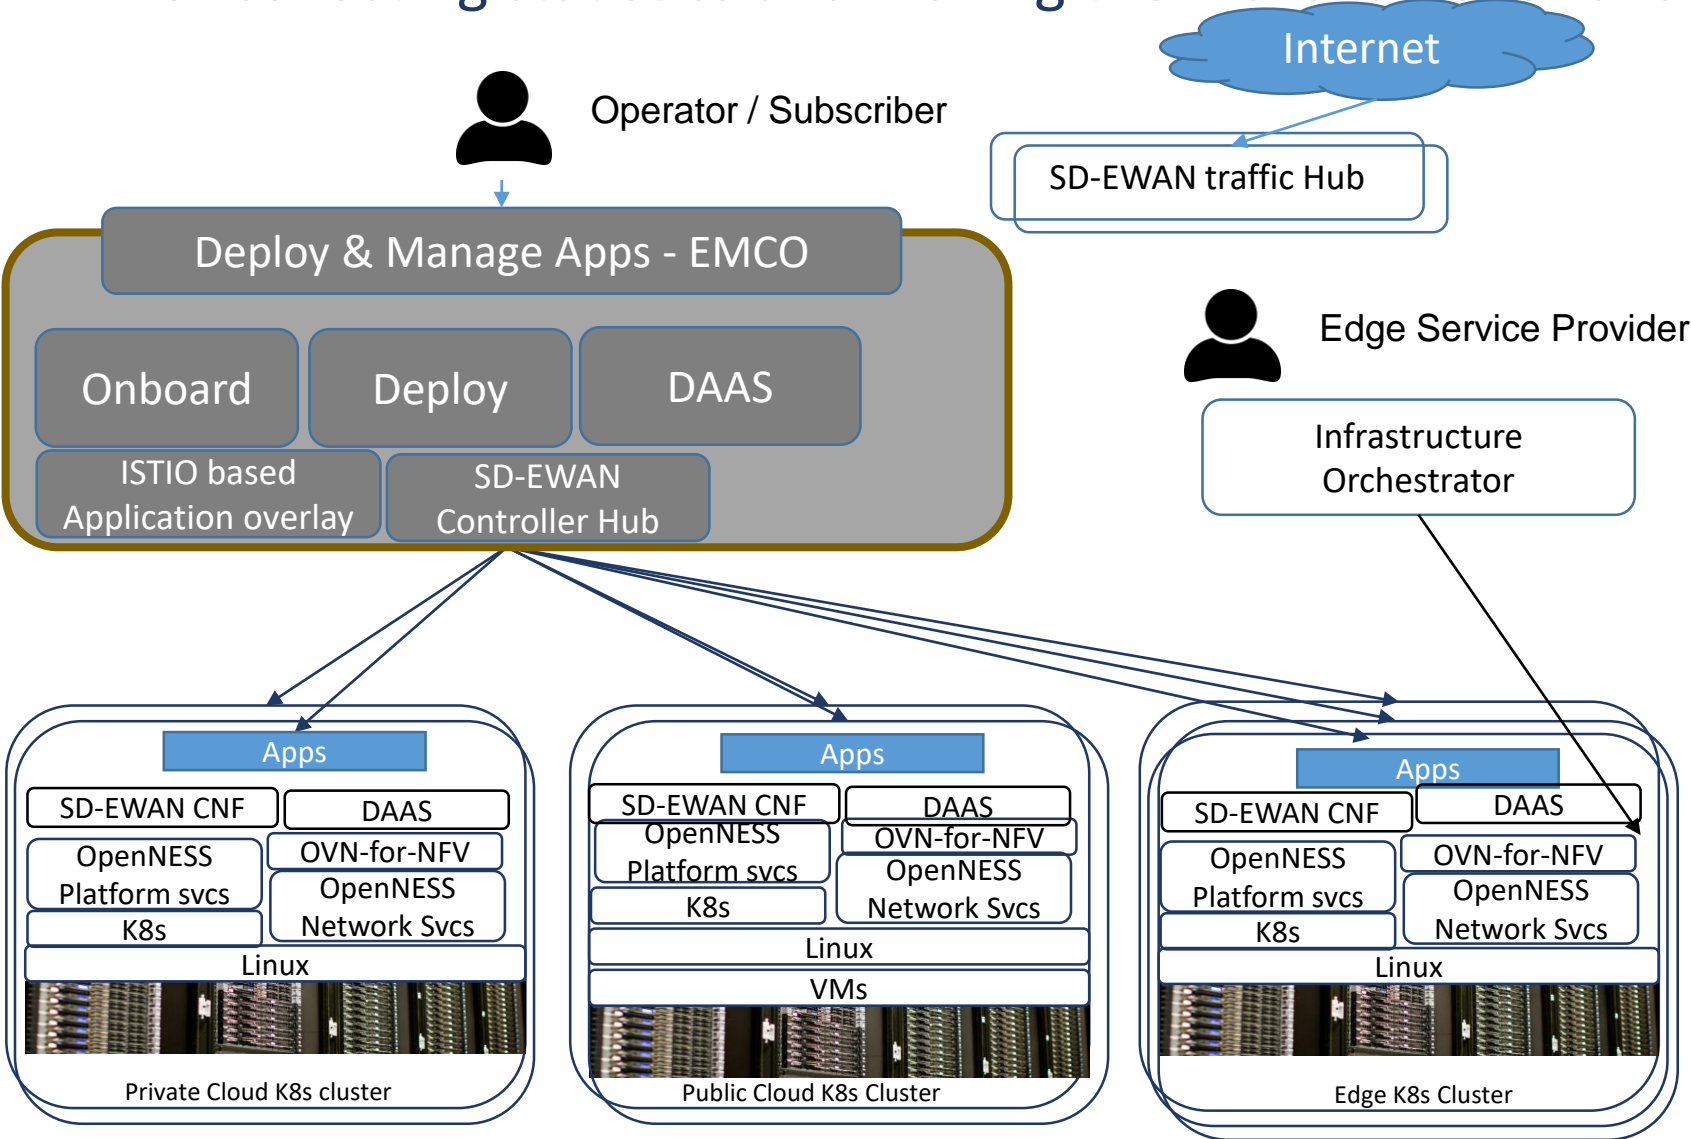 Internet
Operator / Subscriber
SD-EWAN traffic Hub
Deploy & Manage Apps - EMCO
Edge Service Provider
Onboard
Deploy
DAAS
Infrastructure
Orchestrator
ISTIO based
Application overlay
SD-EWAN
Controller Hub
Apps
SD-EWAN CNF
DAAS
OpenNESS
Platform svcs
OVN-for-NFV
OpenNESS
Network Svcs
K8s
Linux
Private Cloud K8s cluster
Apps
SD-EWAN CNF
DAAS
OpenNESS
Platform svcs
OVN-for-NFV
OpenNESS
Network Svcs
K8s
Linux
VMs
Public Cloud K8s Cluster
Apps
SD-EWAN CNF
DAAS
OpenNESS
Platform svcs
OVN-for-NFV
OpenNESS
Network Svcs
K8s
Linux
Edge K8s Cluster